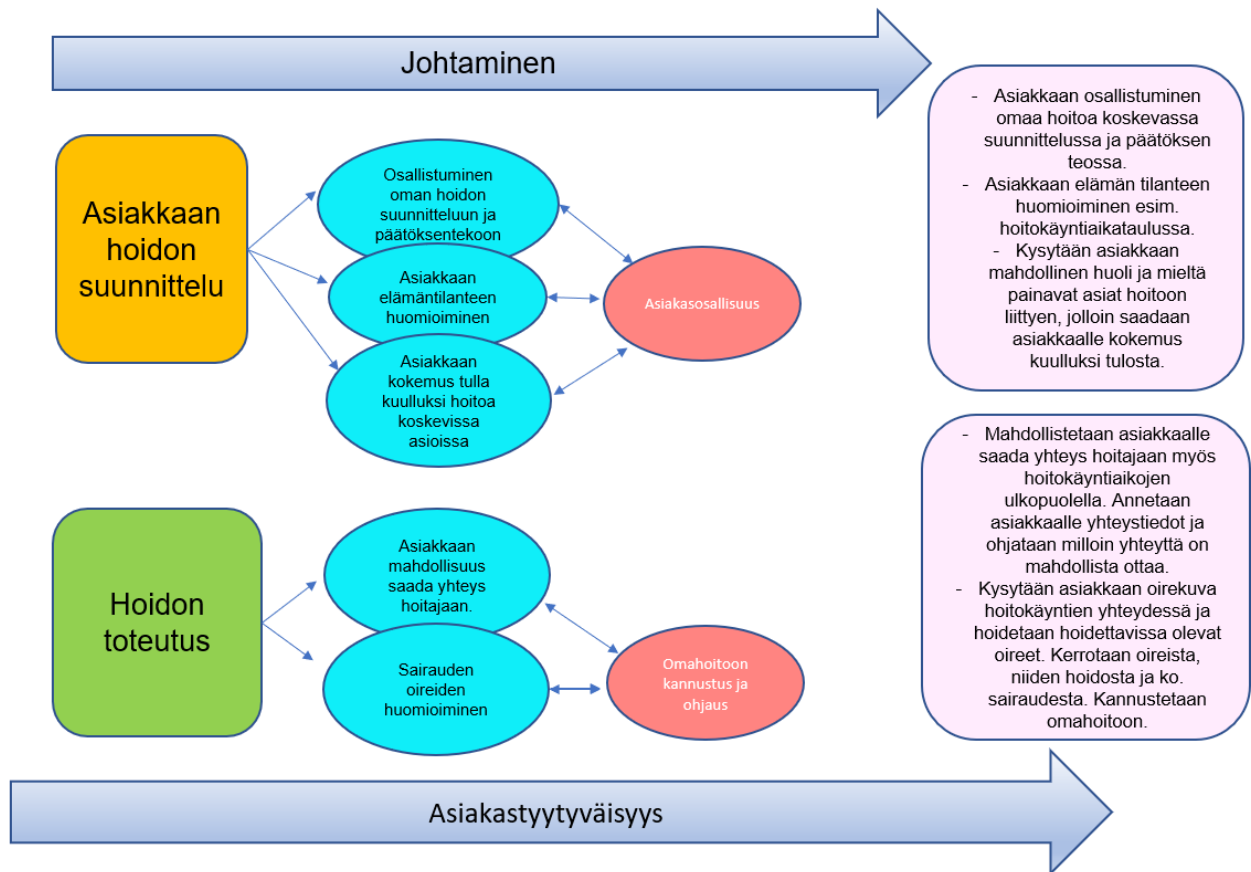 Johtaminen
Asiakkaan
hoidon
suunnittelu
Osallistuminen
oman hoidon
suunnitteluun ja
päätöksentekoon
Asiakkaan
elämäntilanteen
huomioiminen
Asiakkaan
kokemus tulla
kuulluksi hoitoa
koskevissa
asioissa
Asiakasosallisuus
- Asiakkaan osallistuminen
omaa hoitoa koskevassa
suunnittelussa ja päätöksen
teossa.
- Asiakkaan elämän tilanteen
huomioiminen esim.
hoitokäyntiaikataulussa.
- Kysytään asiakkaan
mahdollinen huoli ja mieltä
painavat asiat hoitoon
liittyen, jolloin saadaan
asiakkaalle kokemus
kuulluksi tulosta.
Hoidon
toteutus
Asiakkaan
mahdollisuus
saada yhteys
hoitajaan.
Sairauden
oireiden
huomioiminen
Omahoitoon
kannustus ja
ohjaus
- Mahdollistetaan asiakkaalle
saada yhteys hoitajaan myös
hoitokäyntiaikojen
ulkopuolella. Annetaan
asiakkaalle yhteystiedot ja
ohjataan milloin yhteyttä on
mahdollista ottaa.
- Kysytään asiakkaan oirekuva
hoitokäyntien yhteydessä ja
hoidetaan hoidettavissa olevat
oireet. Kerrotaan oireista,
niiden hoidosta ja ko.
sairaudesta. Kannustetaan
omahoitoon.
Asiakastyytyväisyys